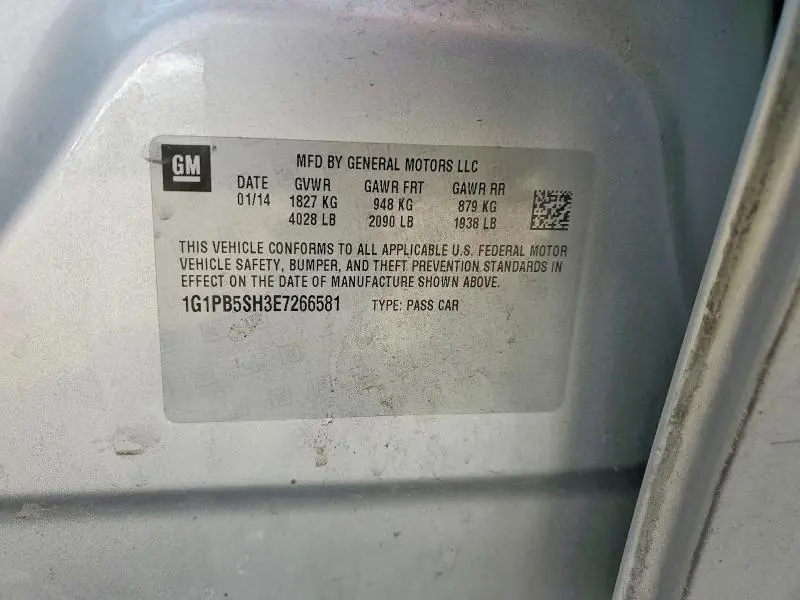 GM
MFD BY GENERAL MOTORS LLC
DATE GVWR GAWR FRT GAWR RR
01/14 1827 KG 948 KG 879 KG
4028 LB 2090 LB 1938 LB
THIS VEHICLE CONFORMS TO ALL APPLICABLE U.S. FEDERAL MOTOR
VEHICLE SAFETY, BUMPER, AND THEFT PREVENTION STANDARDS IN
EFFECT ON THE DATE OF MANUFACTURE SHOWN ABOVE.
1G1PB5SH3E7266581 TYPE: PASS CAR